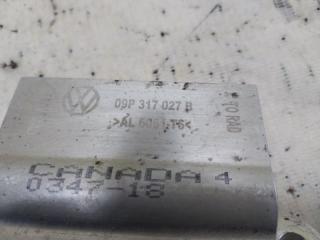 09P 317 027 B
>AL 6061-T6<
TO RAD
CANADA 4
0347-18